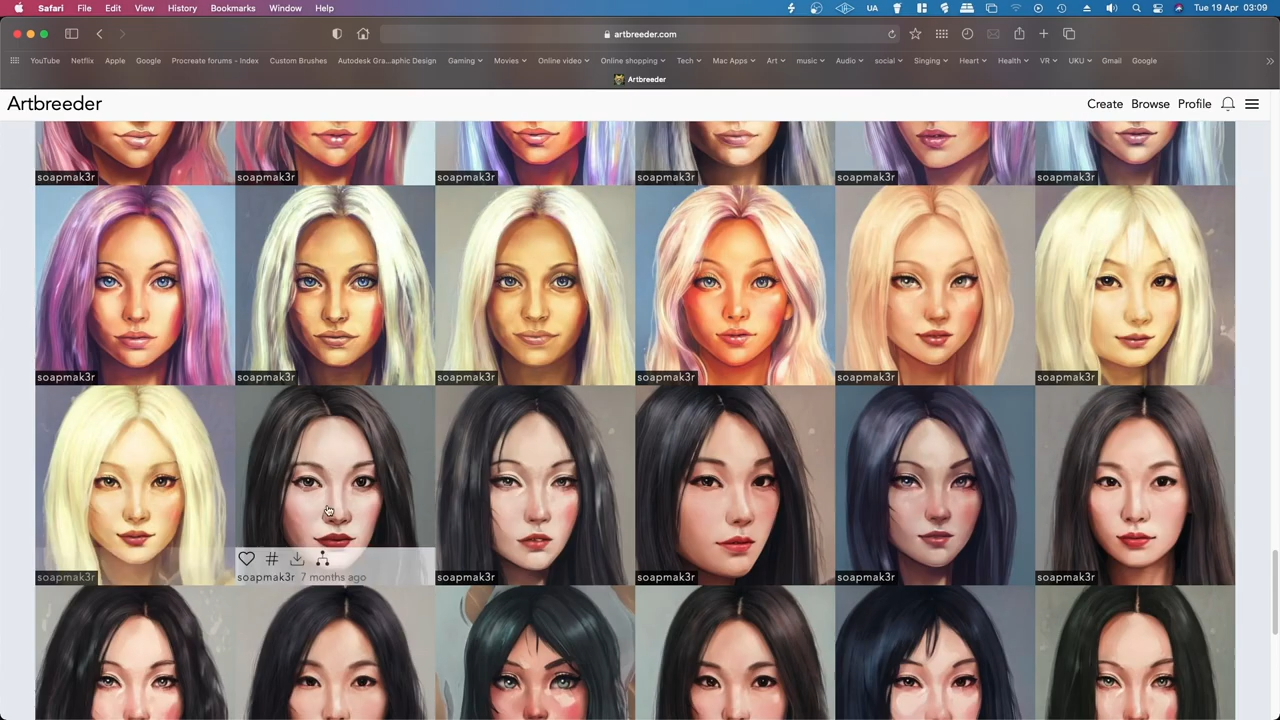 Safari File Edit View History Bookmarks Window Help UA Tue 19 Apr 03:09
artbreeder.com
YouTube Netflix Apple Google Procreate forums - Index Custom Brushes Autodesk Gra...aphic Design Gaming Movies Online video Online shopping Tech Mac Apps Art music Audio social Singing Heart Health VR UKU Gmail Google
Artbreeder
Artbreeder Create Browse Profile
soapmak3r soapmak3r soapmak3r soapmak3r soapmak3r soapmak3r
soapmak3r soapmak3r soapmak3r soapmak3r soapmak3r soapmak3r
soapmak3r soapmak3r 7 months ago soapmak3r soapmak3r soapmak3r soapmak3r